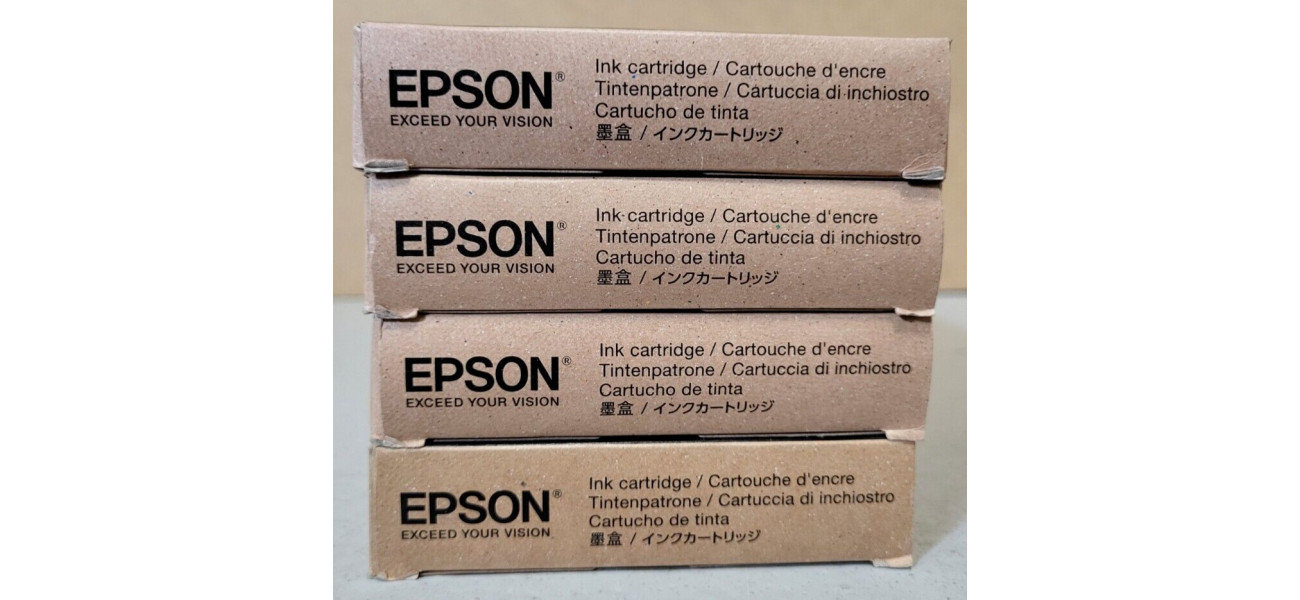 EPSON®
EXCEED YOUR VISION
Ink cartridge / Cartouche d'encre
Tintenpatrone / Cartuccia di inchiostro
Cartucho de tinta
墨盒 / インクカートリッジ
EPSON®
EXCEED YOUR VISION
Ink cartridge / Cartouche d'encre
Tintenpatrone / Cartuccia di inchiostro
Cartucho de tinta
墨盒 / インクカートリッジ
EPSON®
EXCEED YOUR VISION
Ink cartridge / Cartouche d'encre
Tintenpatrone / Cartuccia di inchiostro
Cartucho de tinta
墨盒 / インクカートリッジ
EPSON®
EXCEED YOUR VISION
Ink cartridge / Cartouche d'encre
Tintenpatrone / Cartuccia di inchiostro
Cartucho de tinta
墨盒 / インクカートリッジ